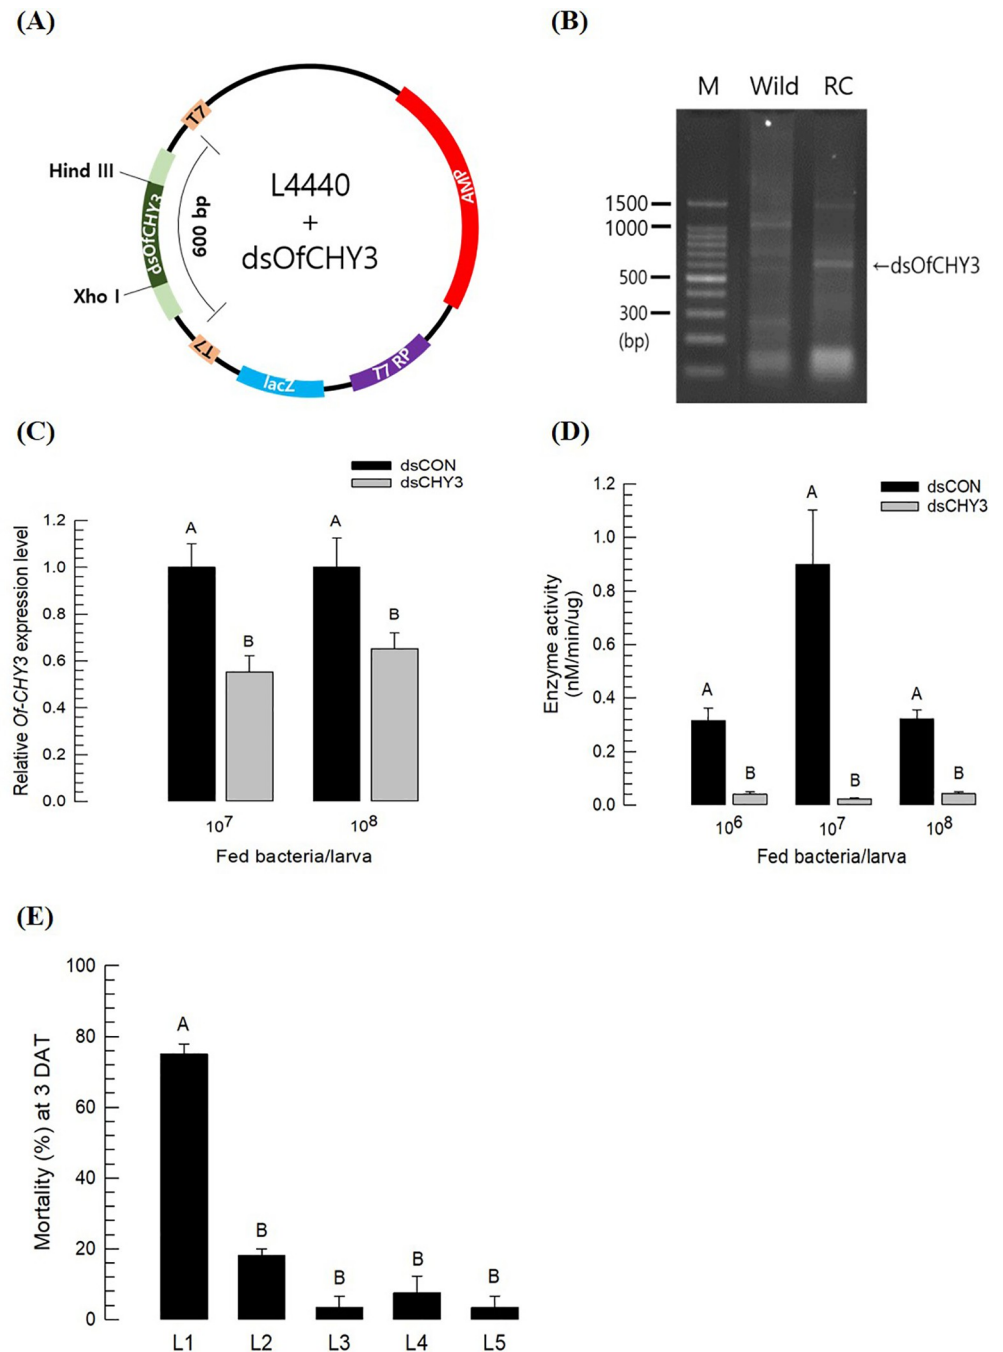 (A)
T7
AMP
Hind III
L4440
+
dsOfCHY3
dsOfCHY3
600 bp
Xho I
T7
lacZ
T7 RP
(B)
M Wild RC
1500
1000
500
300
(bp)
←dsOfCHY3
(C)
dsCON
dsCHY3
Relative Of-CHY3 expression level
1.2
1.0
0.8
0.6
0.4
0.2
0.0
A
B
A
B
10⁷ 10⁸
Fed bacteria/larva
(D)
dsCON
dsCHY3
Enzyme activity
(nM/min/ug)
1.2
1.0
0.8
0.6
0.4
0.2
0.0
A
B
A
B
A
B
10⁶ 10⁷ 10⁸
Fed bacteria/larva
(E)
Mortality (%) at 3 DAT
100
80
60
40
20
0
A
B
B
B
B
L1 L2 L3 L4 L5